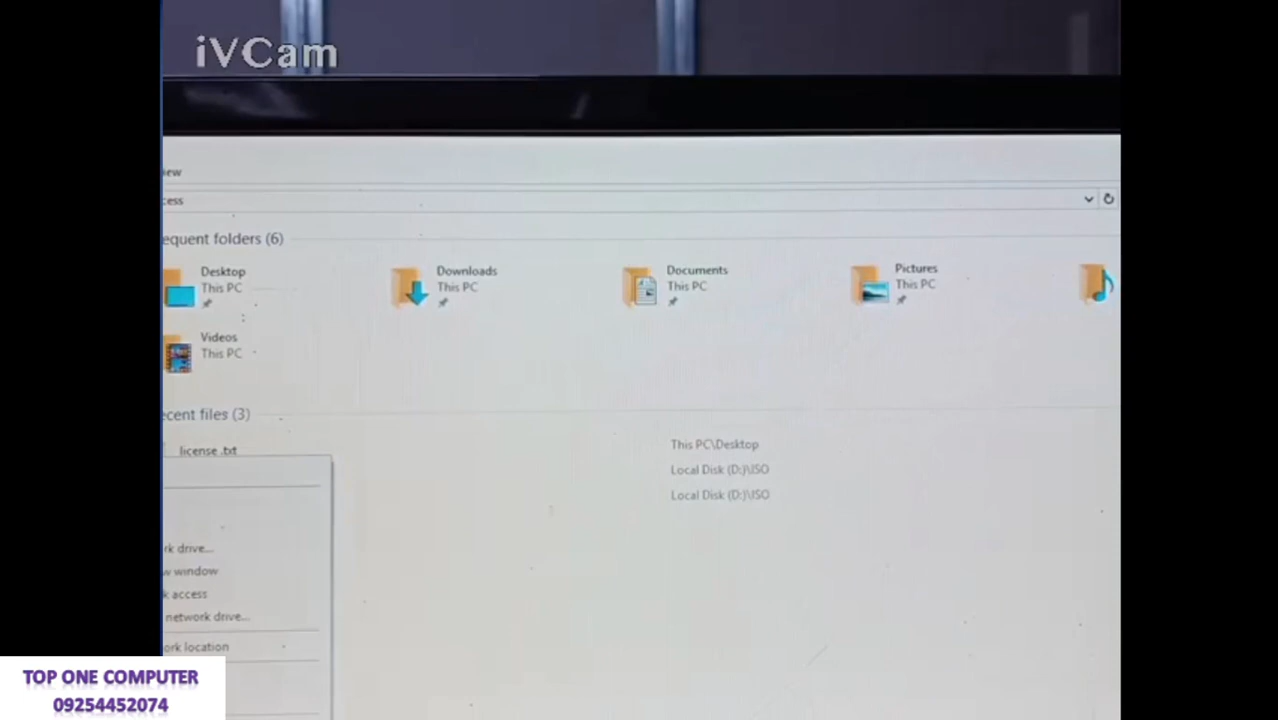 iVCam
ew
cess
equent folders (6)
Desktop
This PC
Downloads
This PC
Documents
This PC
Pictures
This PC
Videos
This PC
ecent files (3)
license .txt
This PC\Desktop
Local Disk (D:)\ISO
Local Disk (D:)\ISO
rk drive...
w window
k access
network drive...
ork location
TOP ONE COMPUTER
09254452074